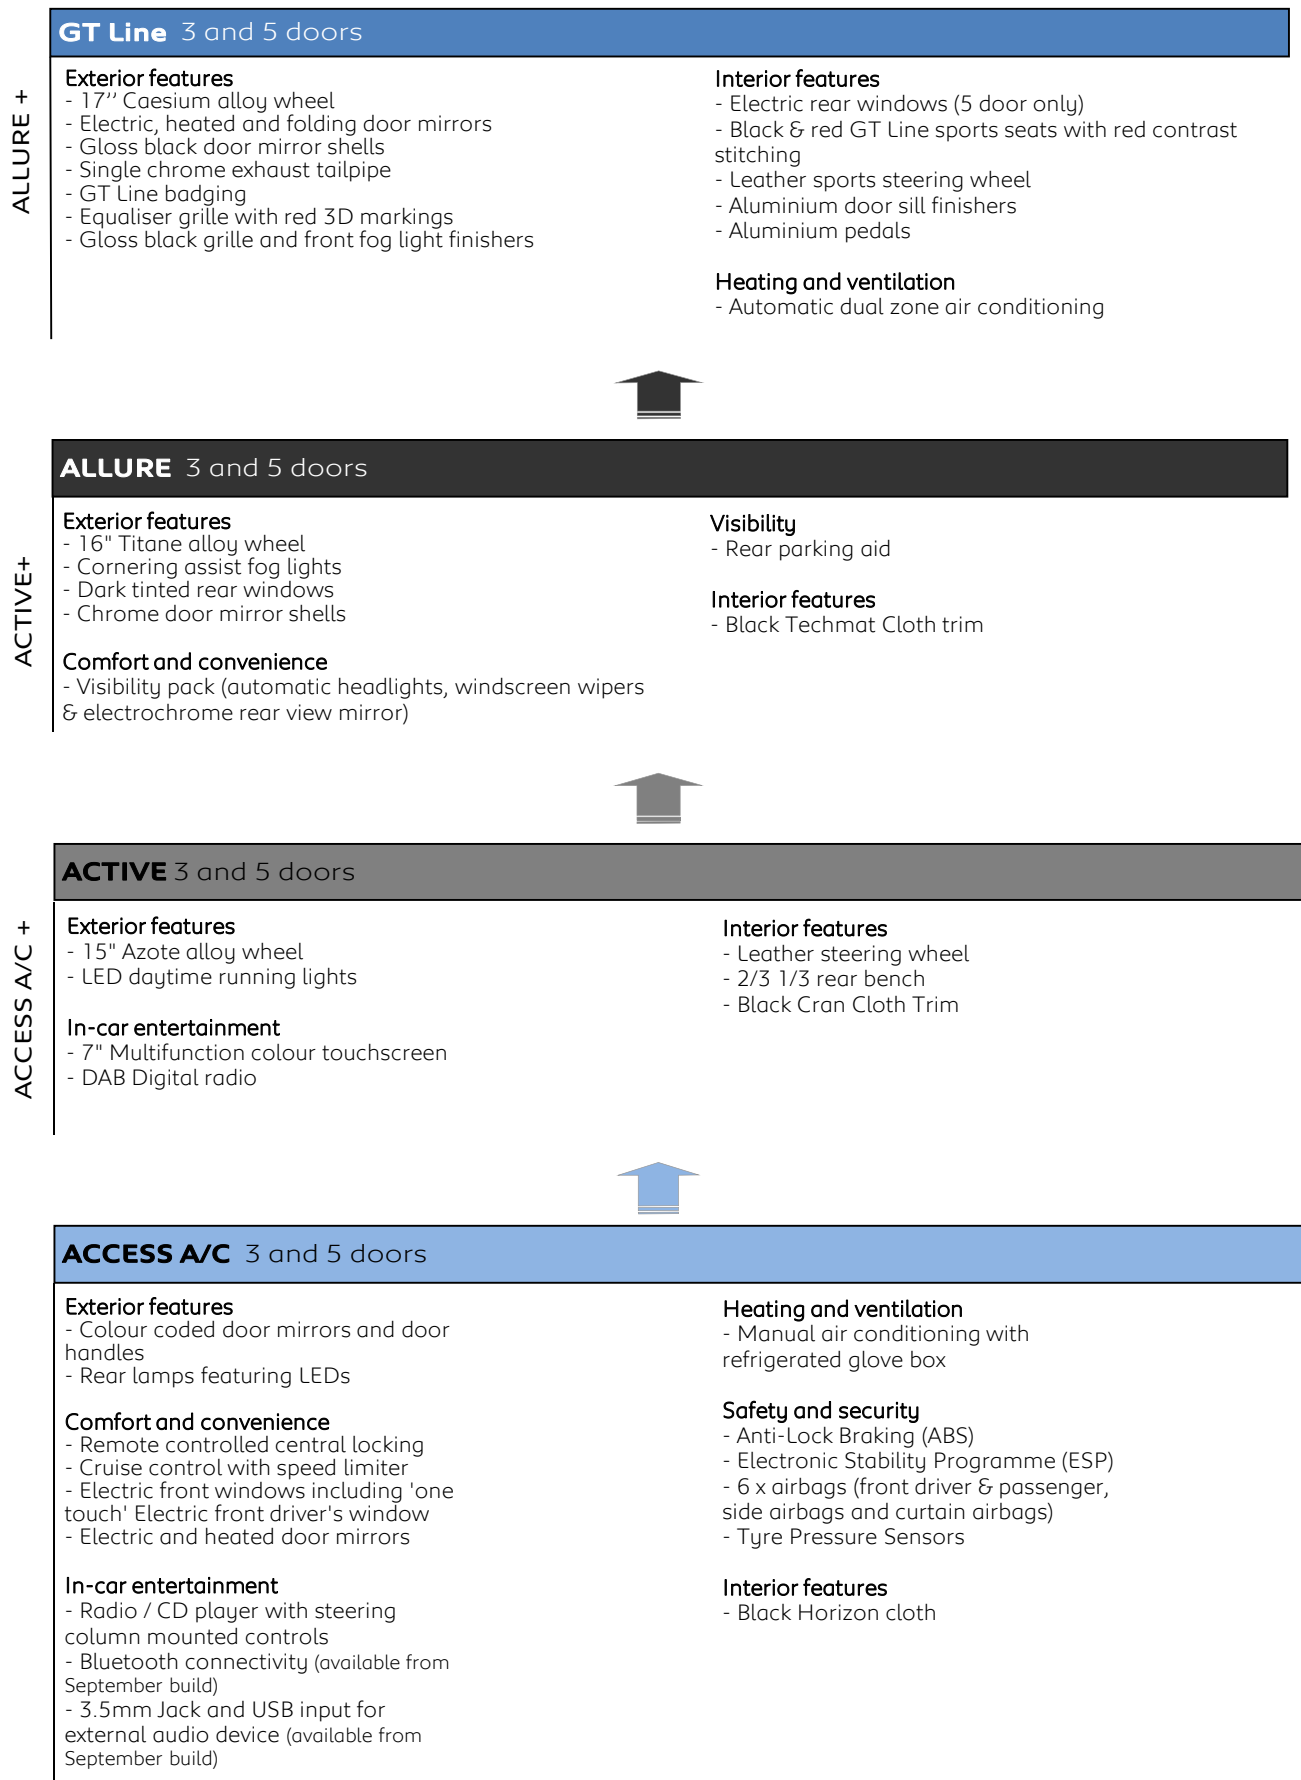 GT Line 3 and 5 doors
ALLURE +
Exterior features
- 17’’ Caesium alloy wheel
- Electric, heated and folding door mirrors
- Gloss black door mirror shells
- Single chrome exhaust tailpipe
- GT Line badging
- Equaliser grille with red 3D markings
- Gloss black grille and front fog light finishers
Interior features
- Electric rear windows (5 door only)
- Black & red GT Line sports seats with red contrast
stitching
- Leather sports steering wheel
- Aluminium door sill finishers
- Aluminium pedals
Heating and ventilation
- Automatic dual zone air conditioning
ALLURE 3 and 5 doors
ACTIVE+
Exterior features
- 16" Titane alloy wheel
- Cornering assist fog lights
- Dark tinted rear windows
- Chrome door mirror shells
Comfort and convenience
- Visibility pack (automatic headlights, windscreen wipers
& electrochrome rear view mirror)
Visibility
- Rear parking aid
Interior features
- Black Techmat Cloth trim
ACTIVE 3 and 5 doors
ACCESS A/C +
Exterior features
- 15" Azote alloy wheel
- LED daytime running lights
In-car entertainment
- 7" Multifunction colour touchscreen
- DAB Digital radio
Interior features
- Leather steering wheel
- 2/3 1/3 rear bench
- Black Cran Cloth Trim
ACCESS A/C 3 and 5 doors
Exterior features
- Colour coded door mirrors and door
handles
- Rear lamps featuring LEDs
Comfort and convenience
- Remote controlled central locking
- Cruise control with speed limiter
- Electric front windows including 'one
touch' Electric front driver's window
- Electric and heated door mirrors
In-car entertainment
- Radio / CD player with steering
column mounted controls
- Bluetooth connectivity (available from
September build)
- 3.5mm Jack and USB input for
external audio device (available from
September build)
Heating and ventilation
- Manual air conditioning with
refrigerated glove box
Safety and security
- Anti-Lock Braking (ABS)
- Electronic Stability Programme (ESP)
- 6 x airbags (front driver & passenger,
side airbags and curtain airbags)
- Tyre Pressure Sensors
Interior features
- Black Horizon cloth